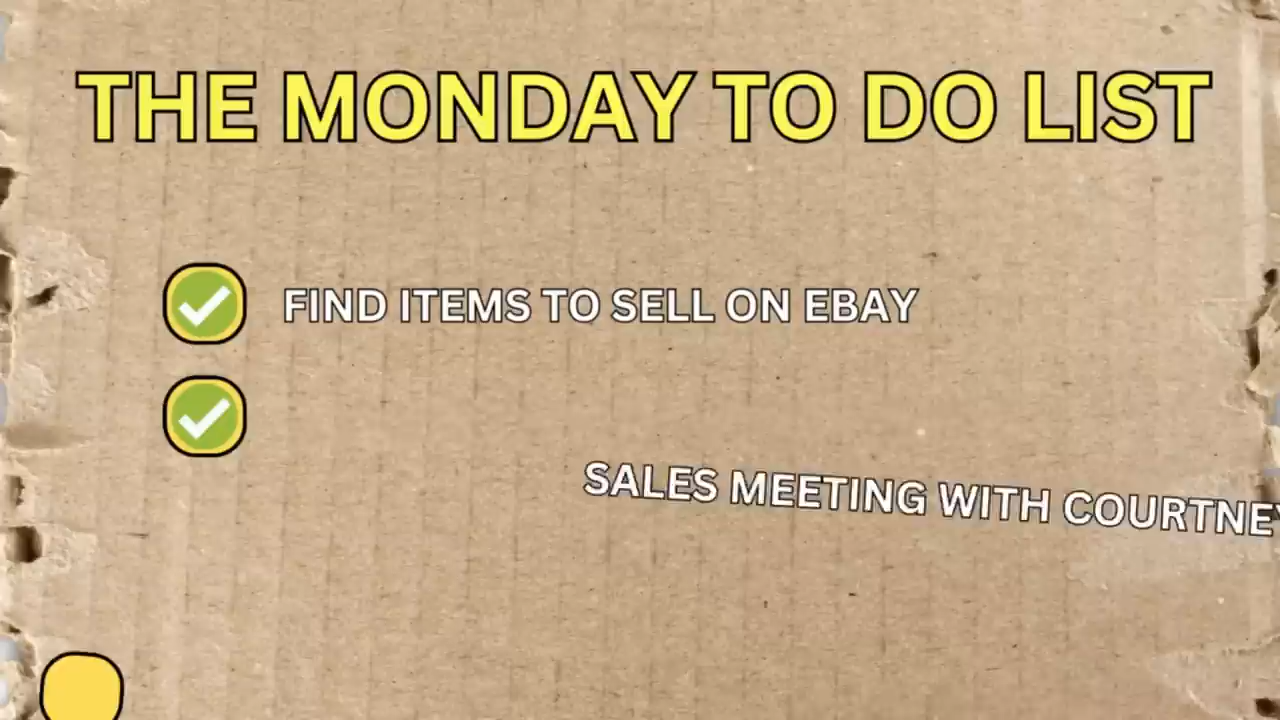 THE MONDAY TO DO LIST
FIND ITEMS TO SELL ON EBAY
SALES MEETING WITH COURTNEY